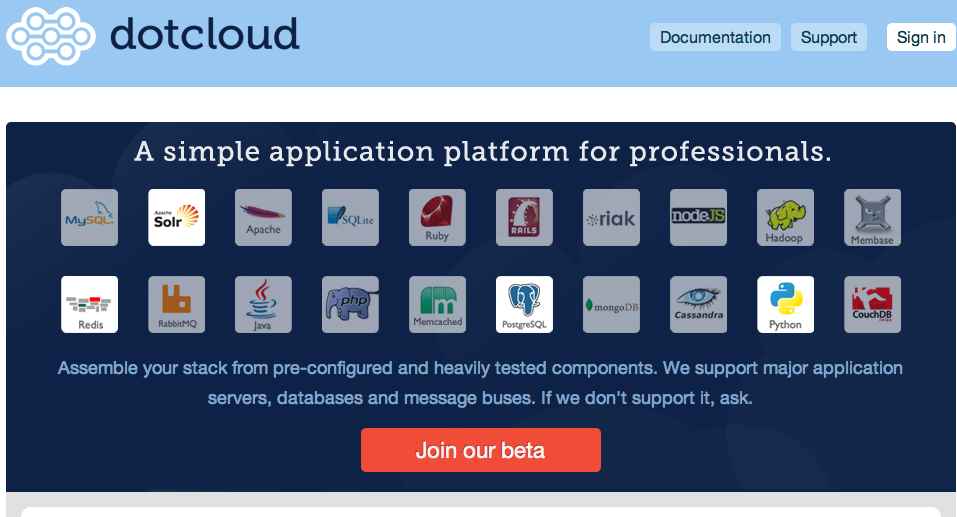 dotcloud
Documentation Support Sign in
A simple application platform for professionals.
MySQL Apache Solr Apache SQLite Ruby RAILS riak nodeJS Hadoop Membase
Redis RabbitMQ Java php Memcached PostgreSQL mongoDB Cassandra Python CouchDB relax
Assemble your stack from pre-configured and heavily tested components. We support major application
servers, databases and message buses. If we don't support it, ask.
Join our beta